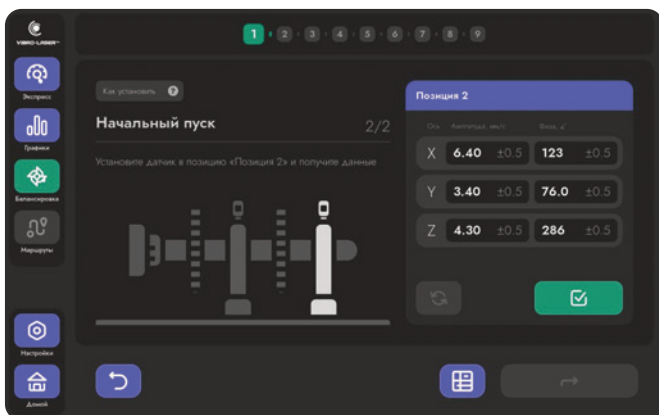 VIBRO-LASER™
1 2 3 4 5 6 7 8 9
Экспресс
Графики
Балансировка
Маршруты
Настройки
Домой
Как установить ?
Начальный пуск 2/2
Установите датчик в позицию «Позиция 2» и получите данные
Позиция 2
Ось Амплитуда, мм/с Фаза, ∠°
X 6.40 ±0.5 123 ±0.5
Y 3.40 ±0.5 76.0 ±0.5
Z 4.30 ±0.5 286 ±0.5